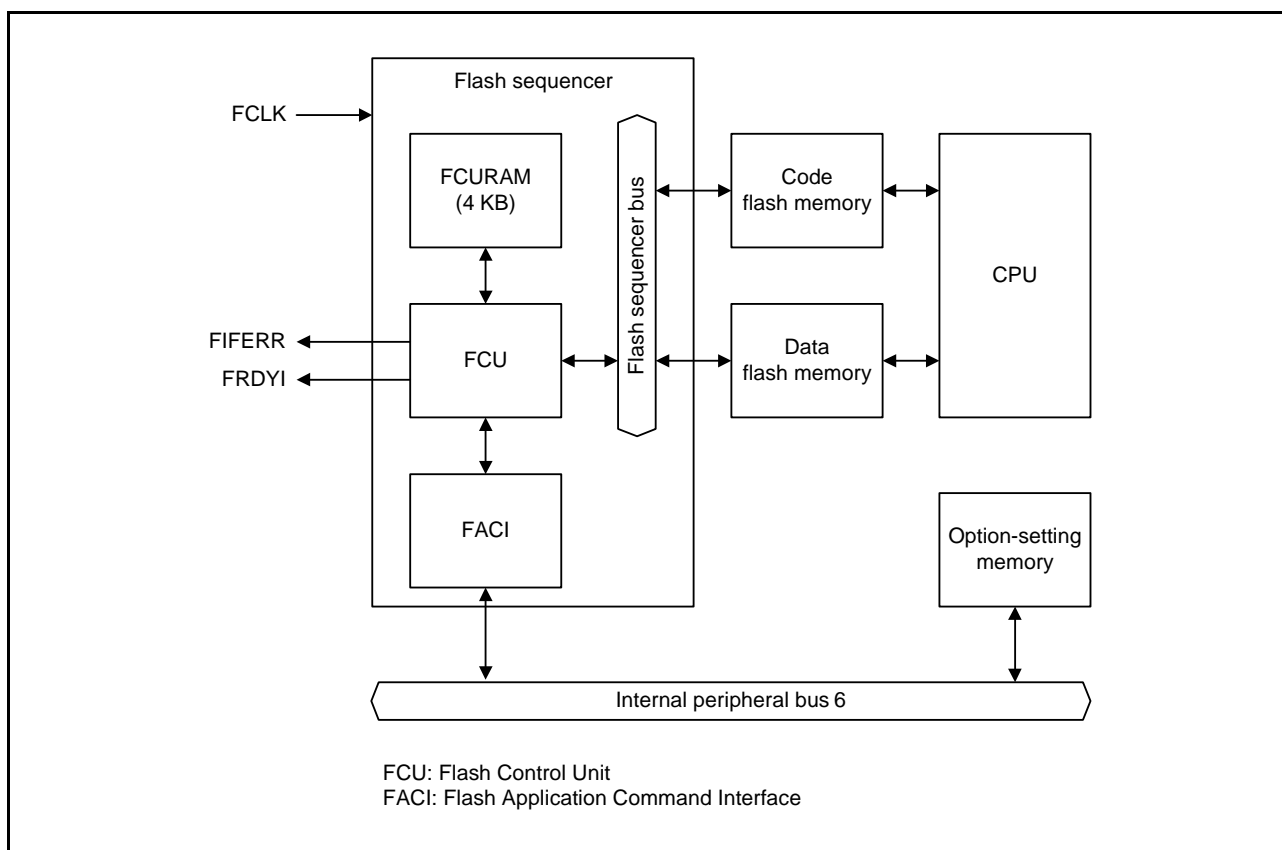 Flash sequencer
FCLK
FCURAM
(4 KB)
Flash sequencer bus
Code
flash memory
CPU
FIFERR
FRDYI
FCU
Data
flash memory
FACI
Option-setting
memory
Internal peripheral bus 6
FCU: Flash Control Unit
FACI: Flash Application Command Interface